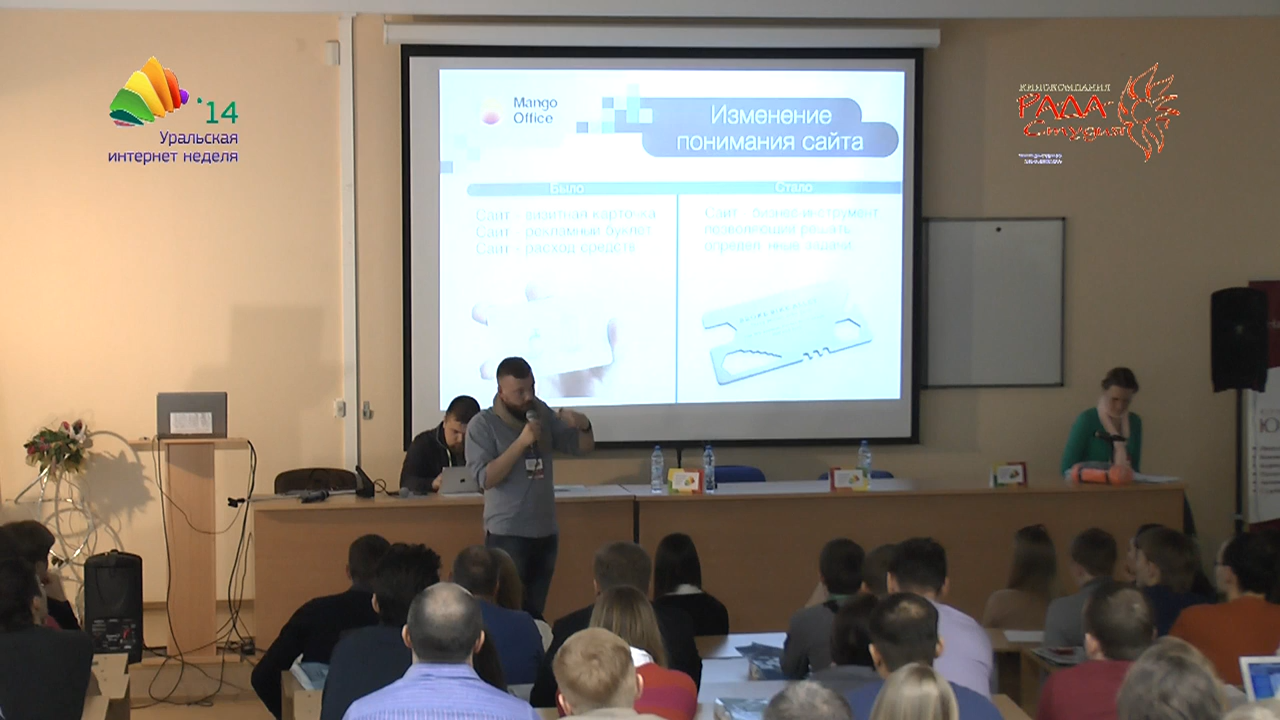 '14
Уральская
интернет неделя
Mango
Office
Изменение
понимания сайта
Было
Стало
Сайт - визитная карточка
Сайт - рекламный буклет
Сайт - расход средств
Сайт - бизнес-инструмент
позволяющий решать
определенные задачи
КИНОКОМПАНИЯ
РАДА-
Студия
Ю